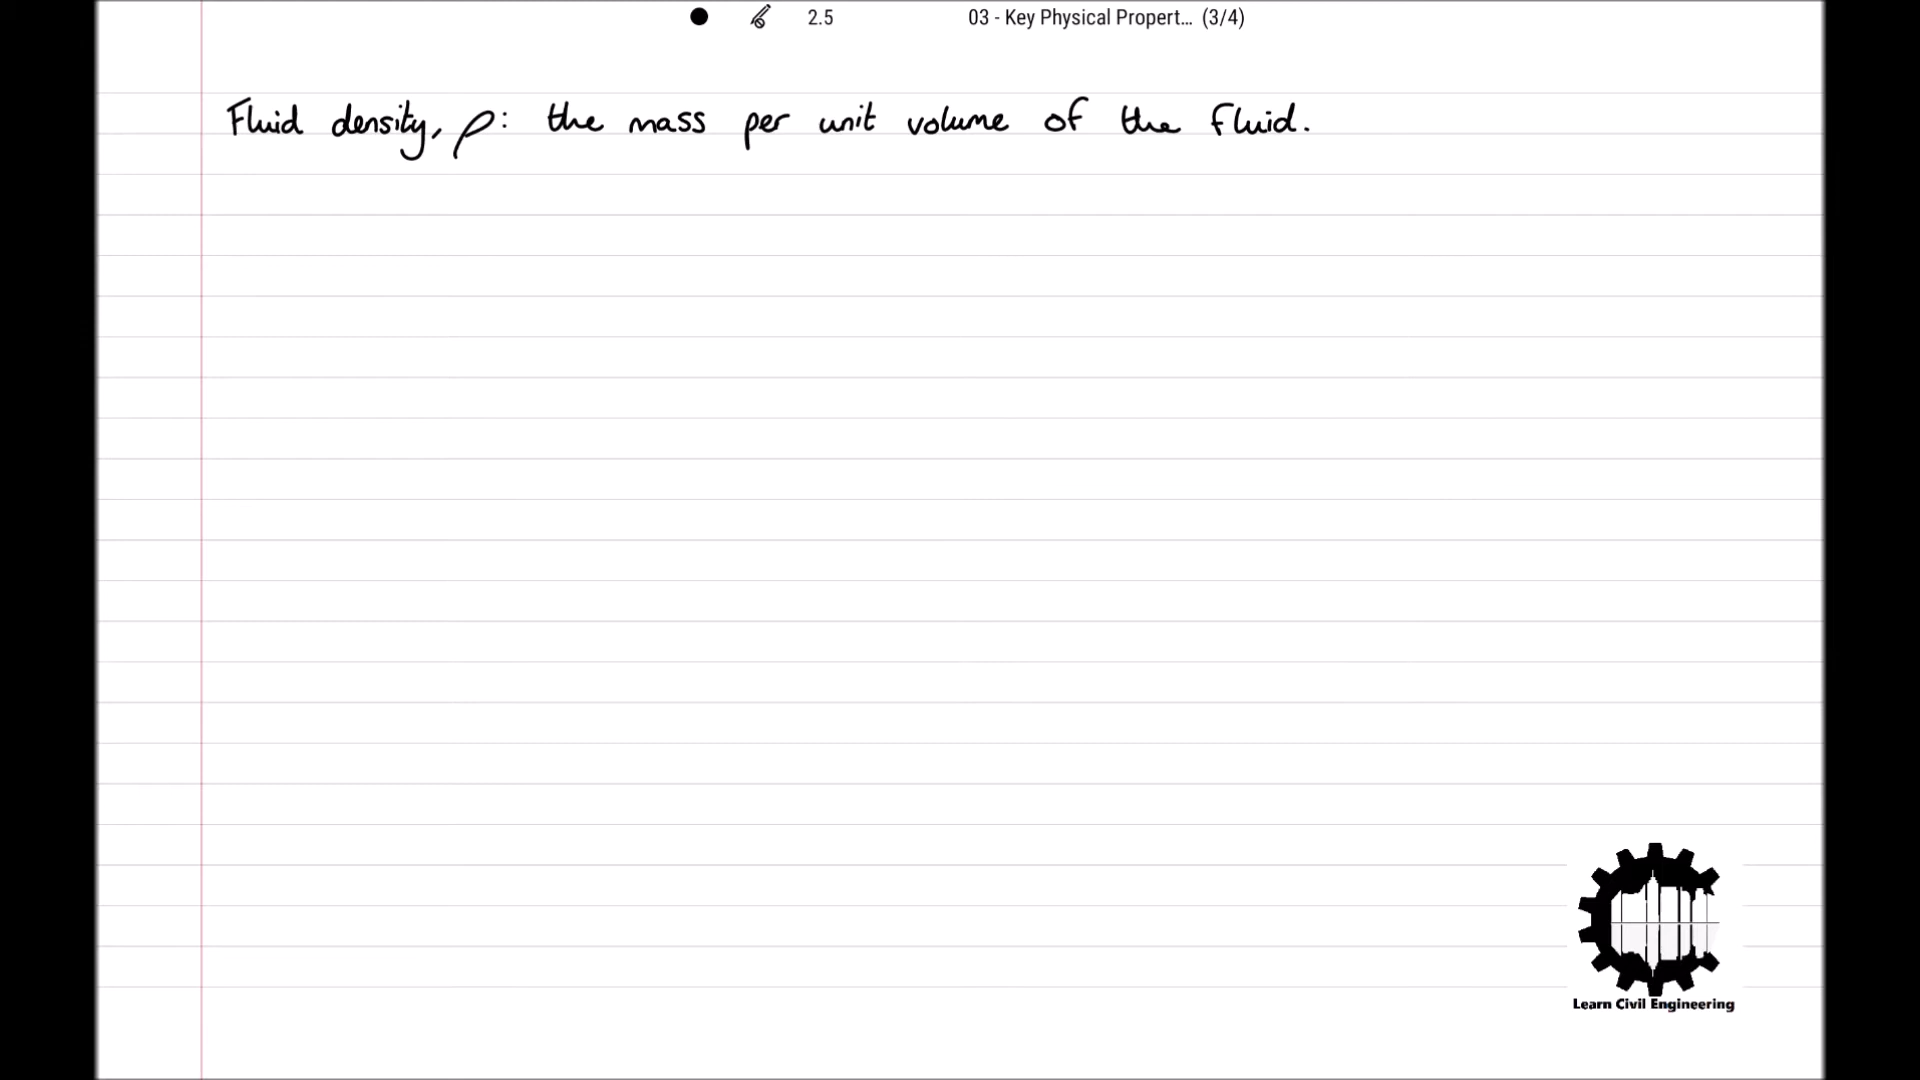 2.5 03 - Key Physical Propert... (3/4)
Fluid density, ρ: the mass per unit volume of the fluid.
Learn Civil Engineering